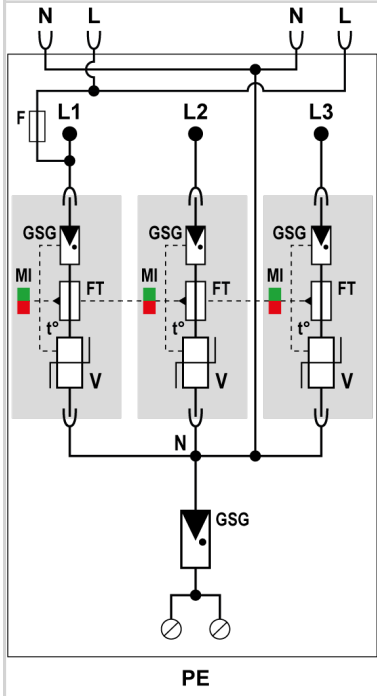 N L N L
F L1 L2 L3
GSG GSG GSG
MI MI MI
FT FT FT
t° t° t°
V V V
N
GSG
PE